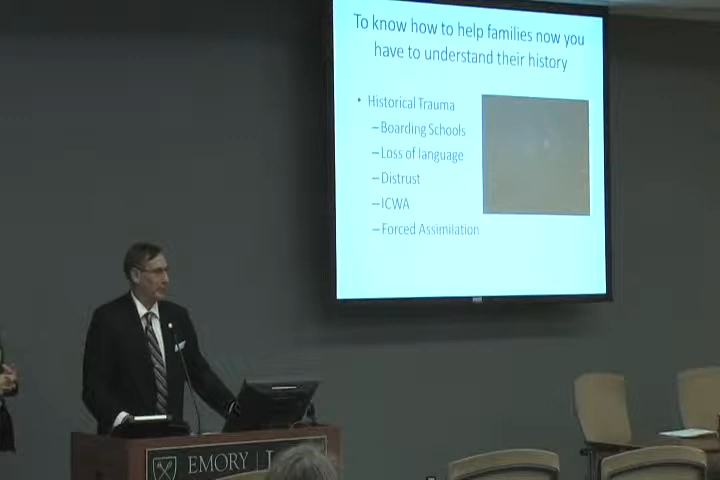 To know how to help families now you
have to understand their history
• Historical Trauma
–Boarding Schools
–Loss of language
–Distrust
–ICWA
–Forced Assimilation
EMORY |